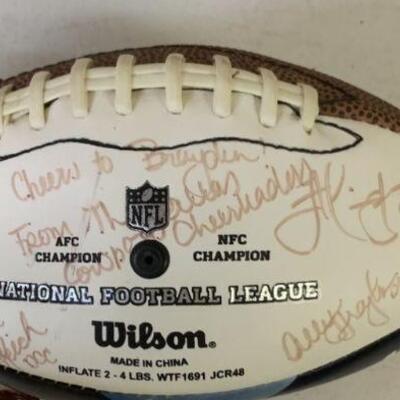 Cheers to Brayden!
From The Dallas
Cowboys Cheerleaders
NFL
AFC
CHAMPION
NFC
CHAMPION
NATIONAL FOOTBALL LEAGUE
Wilson®
MADE IN CHINA
INFLATE 2 - 4 LBS. WTF1691 JCR48
DCC